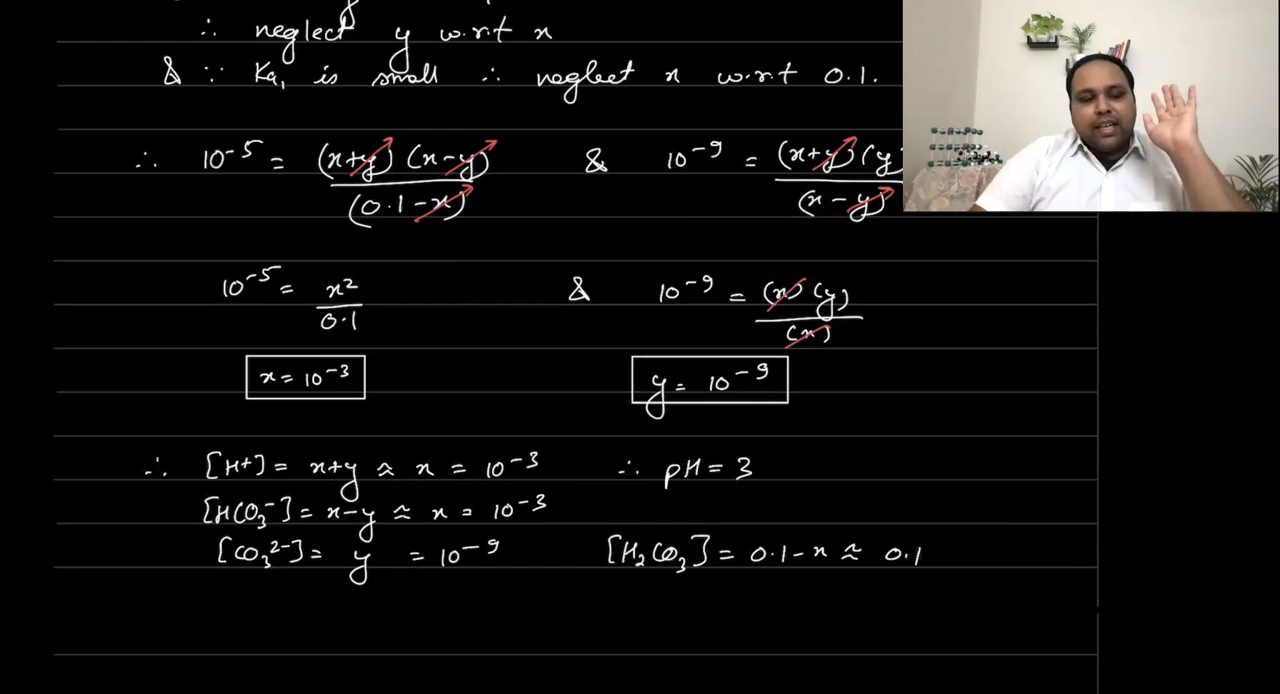 ∴ neglect y w.r.t x
& ∵ Ka₁ is small ∴ neglect x w.r.t 0.1.
∴ 10⁻⁵ = (x+y) (x-y) / (0.1-x) & 10⁻⁹ = (x+y) (y) / (x-y)
10⁻⁵ = x² / 0.1 & 10⁻⁹ = (x) (y) / (x)
x = 10⁻³ y = 10⁻⁹
∴ [H+] = x+y ≈ x = 10⁻³ ∴ pH = 3
[HCO₃⁻] = x-y ≈ x = 10⁻³
[CO₃²⁻] = y = 10⁻⁹ [H₂CO₃] = 0.1-x ≈ 0.1